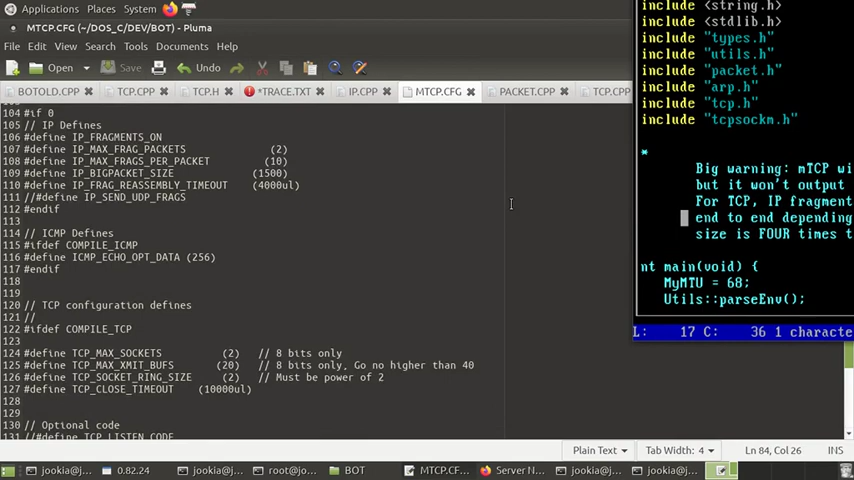 Applications Places System
MTCP.CFG (~/DOS_C/DEV/BOT) - Pluma
File Edit View Search Tools Documents Help
Open Save Undo
BOTOLD.CPP TCP.CPP TCP.H *TRACE.TXT IP.CPP MTCP.CFG PACKET.CPP TCP.CPP
104 #if 0
105 // IP Defines
106 #define IP_FRAGMENTS_ON
107 #define IP_MAX_FRAG_PACKETS (2)
108 #define IP_MAX_FRAGS_PER_PACKET (10)
109 #define IP_BIGPACKET_SIZE (1500)
110 #define IP_FRAG_REASSEMBLY_TIMEOUT (4000ul)
111 //#define IP_SEND_UDP_FRAGS
112 #endif
113
114 // ICMP Defines
115 #ifdef COMPILE_ICMP
116 #define ICMP_ECHO_OPT_DATA (256)
117 #endif
118
119
120 // TCP configuration defines
121 //
122 #ifdef COMPILE_TCP
123
124 #define TCP_MAX_SOCKETS (2) // 8 bits only
125 #define TCP_MAX_XMIT_BUFS (20) // 8 bits only, Go no higher than 40
126 #define TCP_SOCKET_RING_SIZE (2) // Must be power of 2
127 #define TCP_CLOSE_TIMEOUT (10000ul)
128
129
130 // Optional code
131 //#define TCP_LISTEN_CODE
include <string.h>
include <stdlib.h>
include "types.h"
include "utils.h"
include "packet.h"
include "arp.h"
include "tcp.h"
include "tcpsockm.h"
*
Big warning: mTCP wi
but it won't output
For TCP, IP fragment
end to end depending
size is FOUR times t
nt main(void) {
MyMTU = 68;
Utils::parseEnv();
L: 17 C: 36 1 characte
Plain Text Tab Width: 4 Ln 84, Col 26 INS
jookia@j... 0.82.24 jookia@j... root@jo... BOT MTCP.CF... Server N... jookia@j... jookia@j...